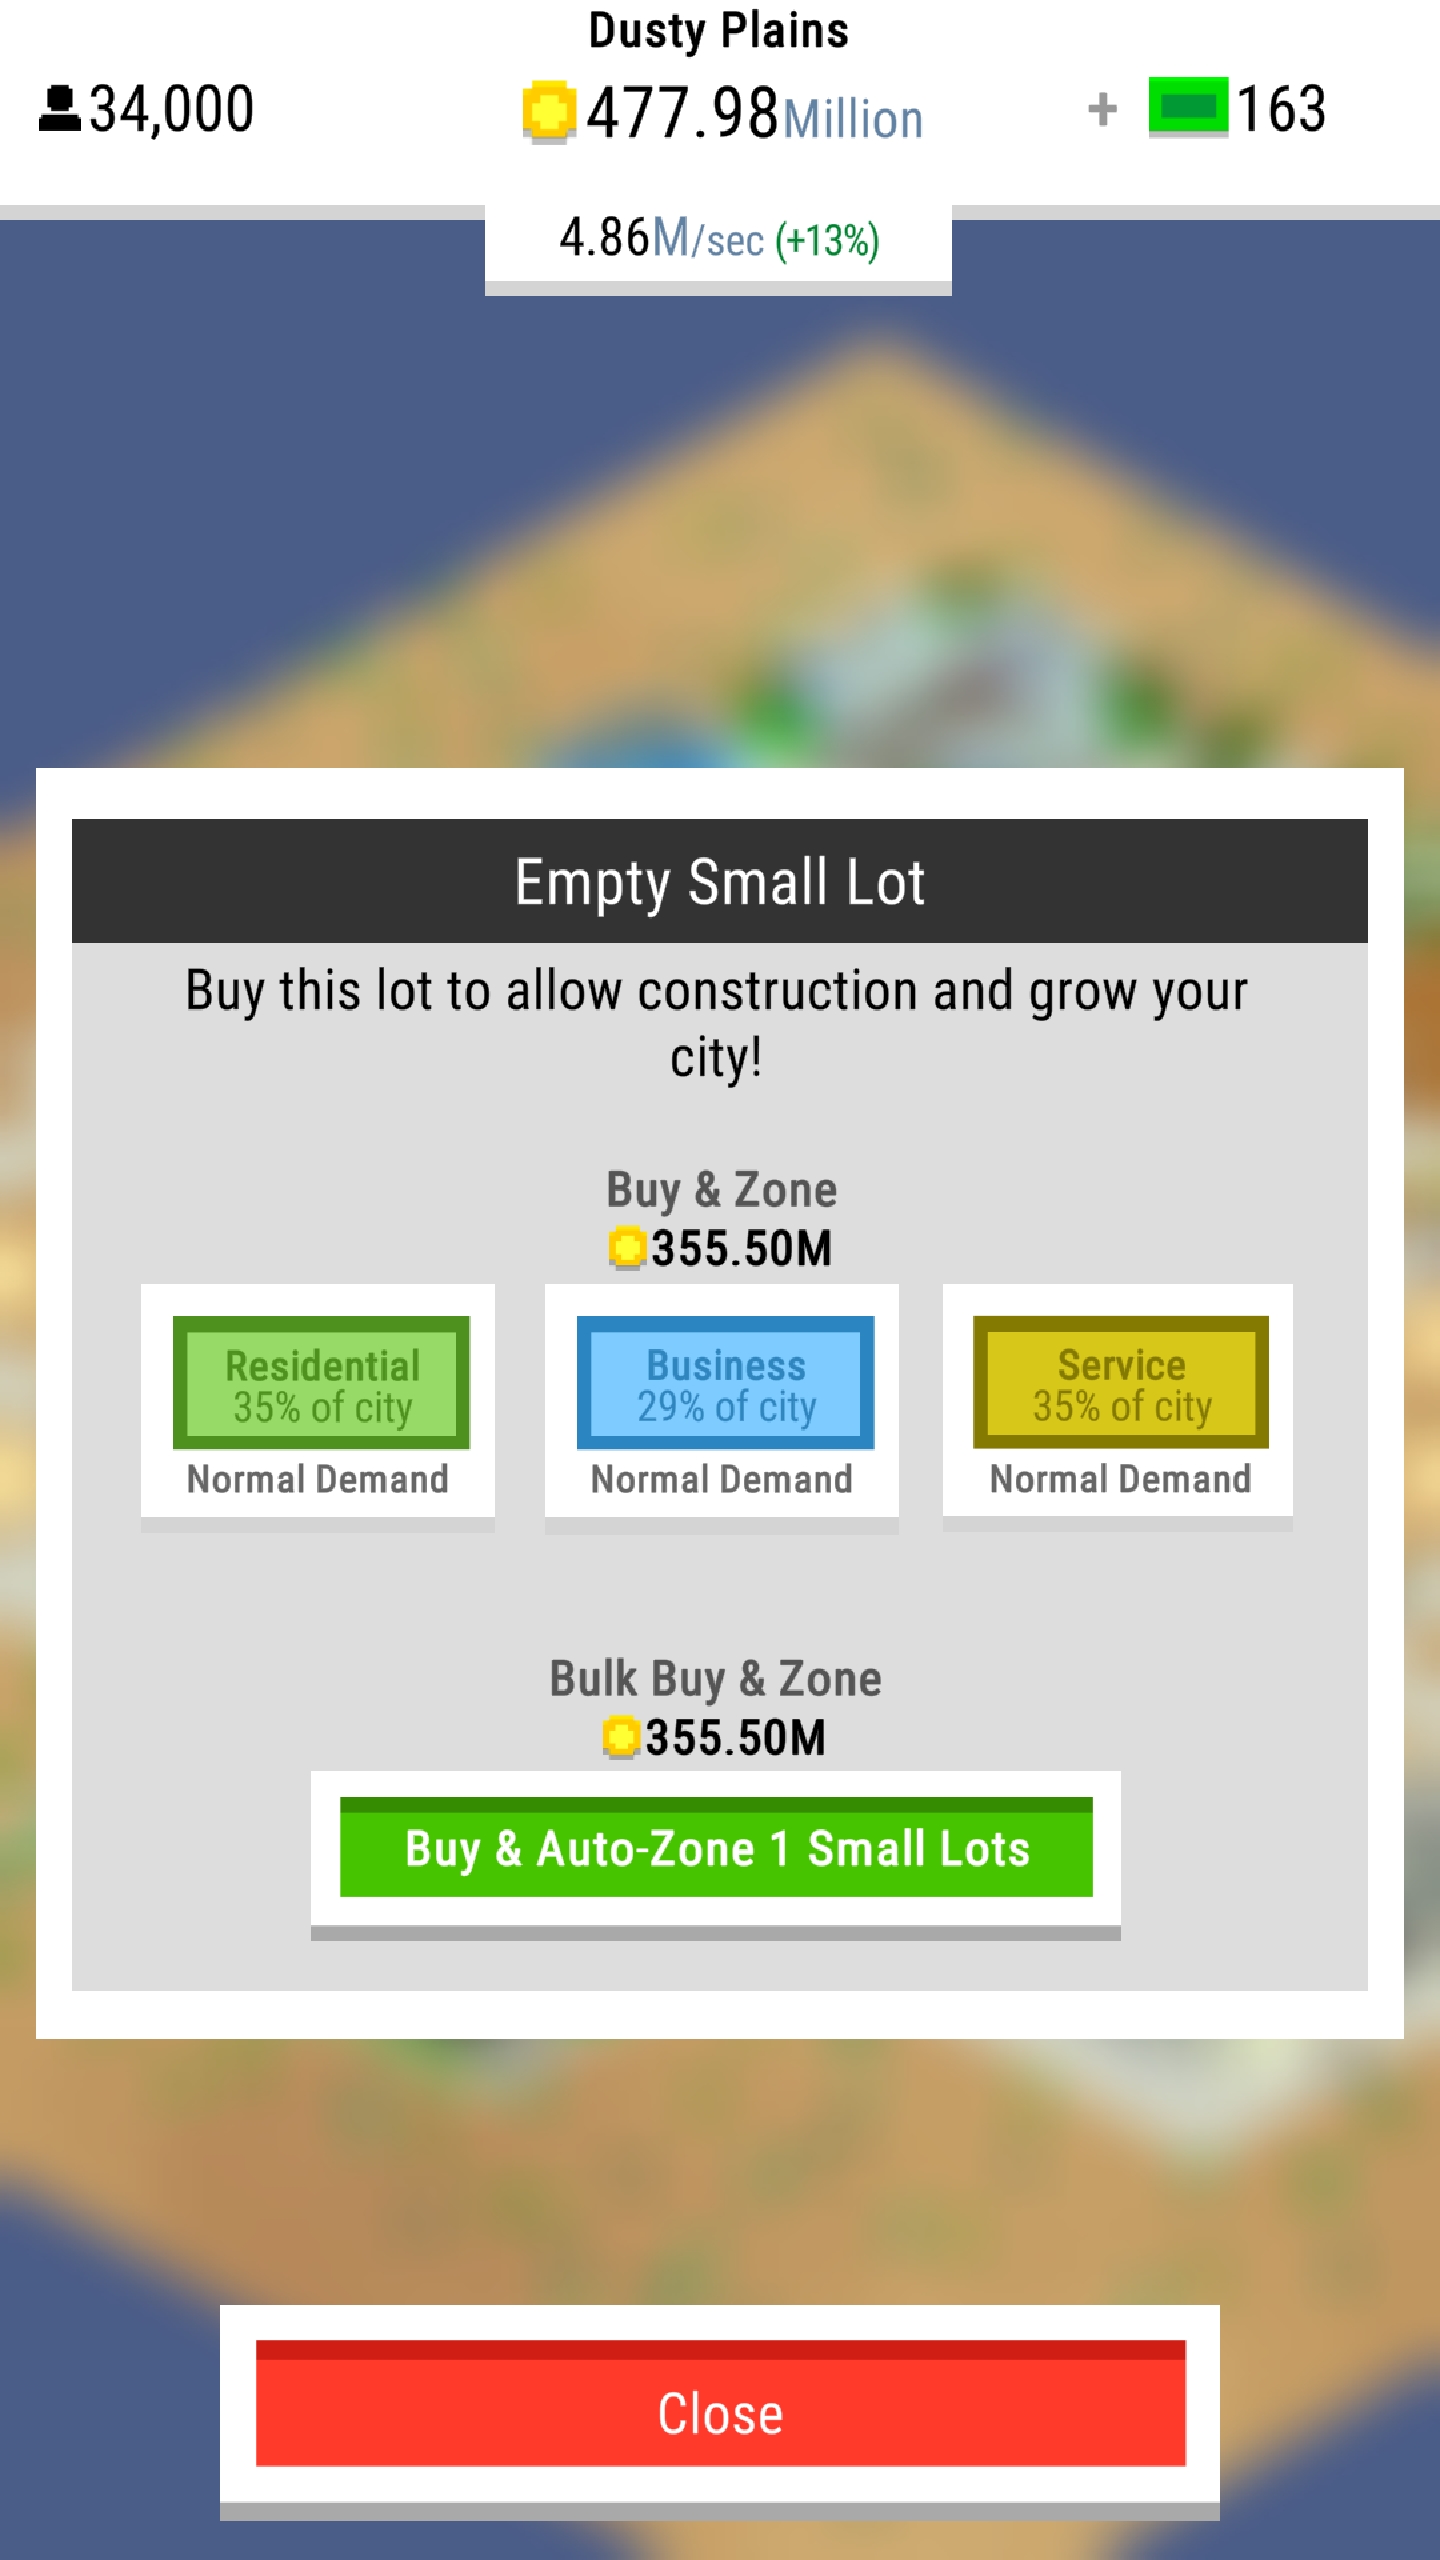 Dusty Plains
34,000
477.98Million
+ 163
4.86M/sec (+13%)
Empty Small Lot
Buy this lot to allow construction and grow your
city!
Buy & Zone
355.50M
Residential
35% of city
Normal Demand
Business
29% of city
Normal Demand
Service
35% of city
Normal Demand
Bulk Buy & Zone
355.50M
Buy & Auto-Zone 1 Small Lots
Close